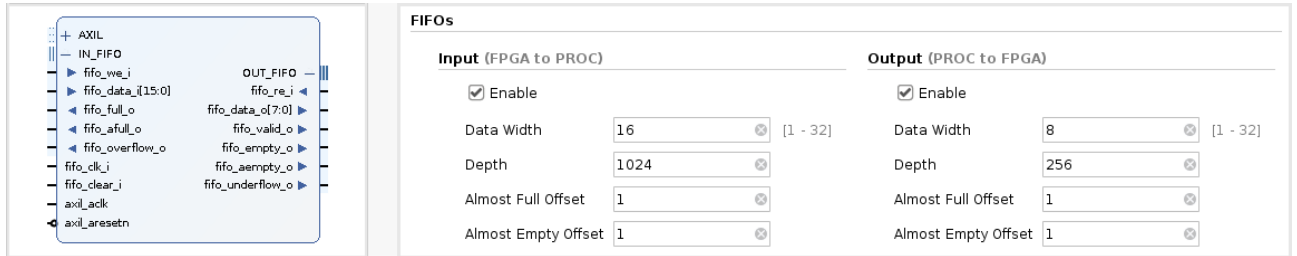 + AXIL
− IN_FIFO
fifo_we_i
fifo_data_i[15:0]
fifo_full_o
fifo_afull_o
fifo_overflow_o
fifo_clk_i
fifo_clear_i
axil_aclk
axil_aresetn
OUT_FIFO −
fifo_re_i
fifo_data_o[7:0]
fifo_valid_o
fifo_empty_o
fifo_aempty_o
fifo_underflow_o
FIFOs
Input (FPGA to PROC)
Enable
Data Width 16 [1 - 32]
Depth 1024
Almost Full Offset 1
Almost Empty Offset 1
Output (PROC to FPGA)
Enable
Data Width 8 [1 - 32]
Depth 256
Almost Full Offset 1
Almost Empty Offset 1